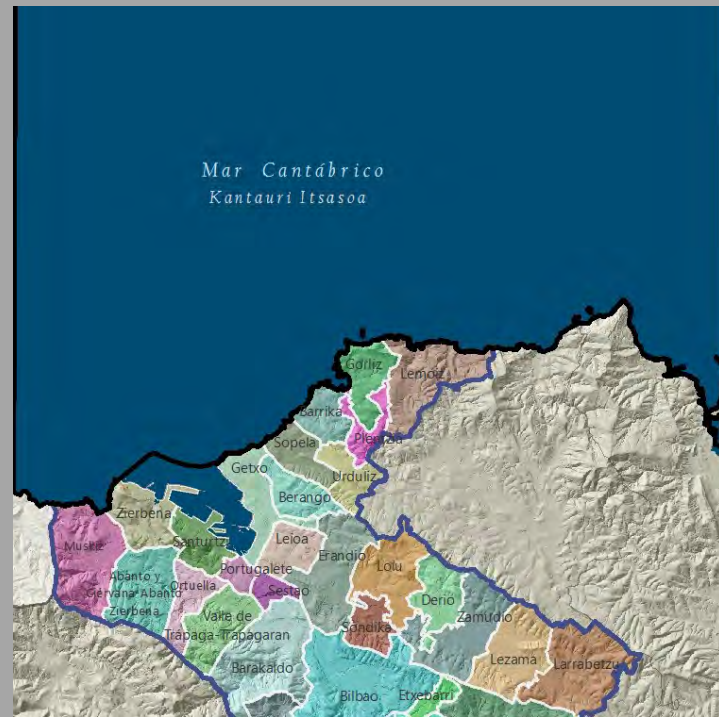 Mar Cantábrico
Kantauri Itsasoa
Gorliz
Lemoiz
Barrika
Plentzia
Sopela
Getxo
Urduliz
Berango
Zierbena
Muskiz
Santurtzi
Leioa
Erandio
Abanto y
Ciérvana-Abanto
Zierbena
Ortuella
Portugalete
Sestao
Loiu
Derio
Zamudio
Valle de
Trápaga-Trapagaran
Sondika
Lezama
Larrabetzu
Barakaldo
Bilbao
Etxebarri